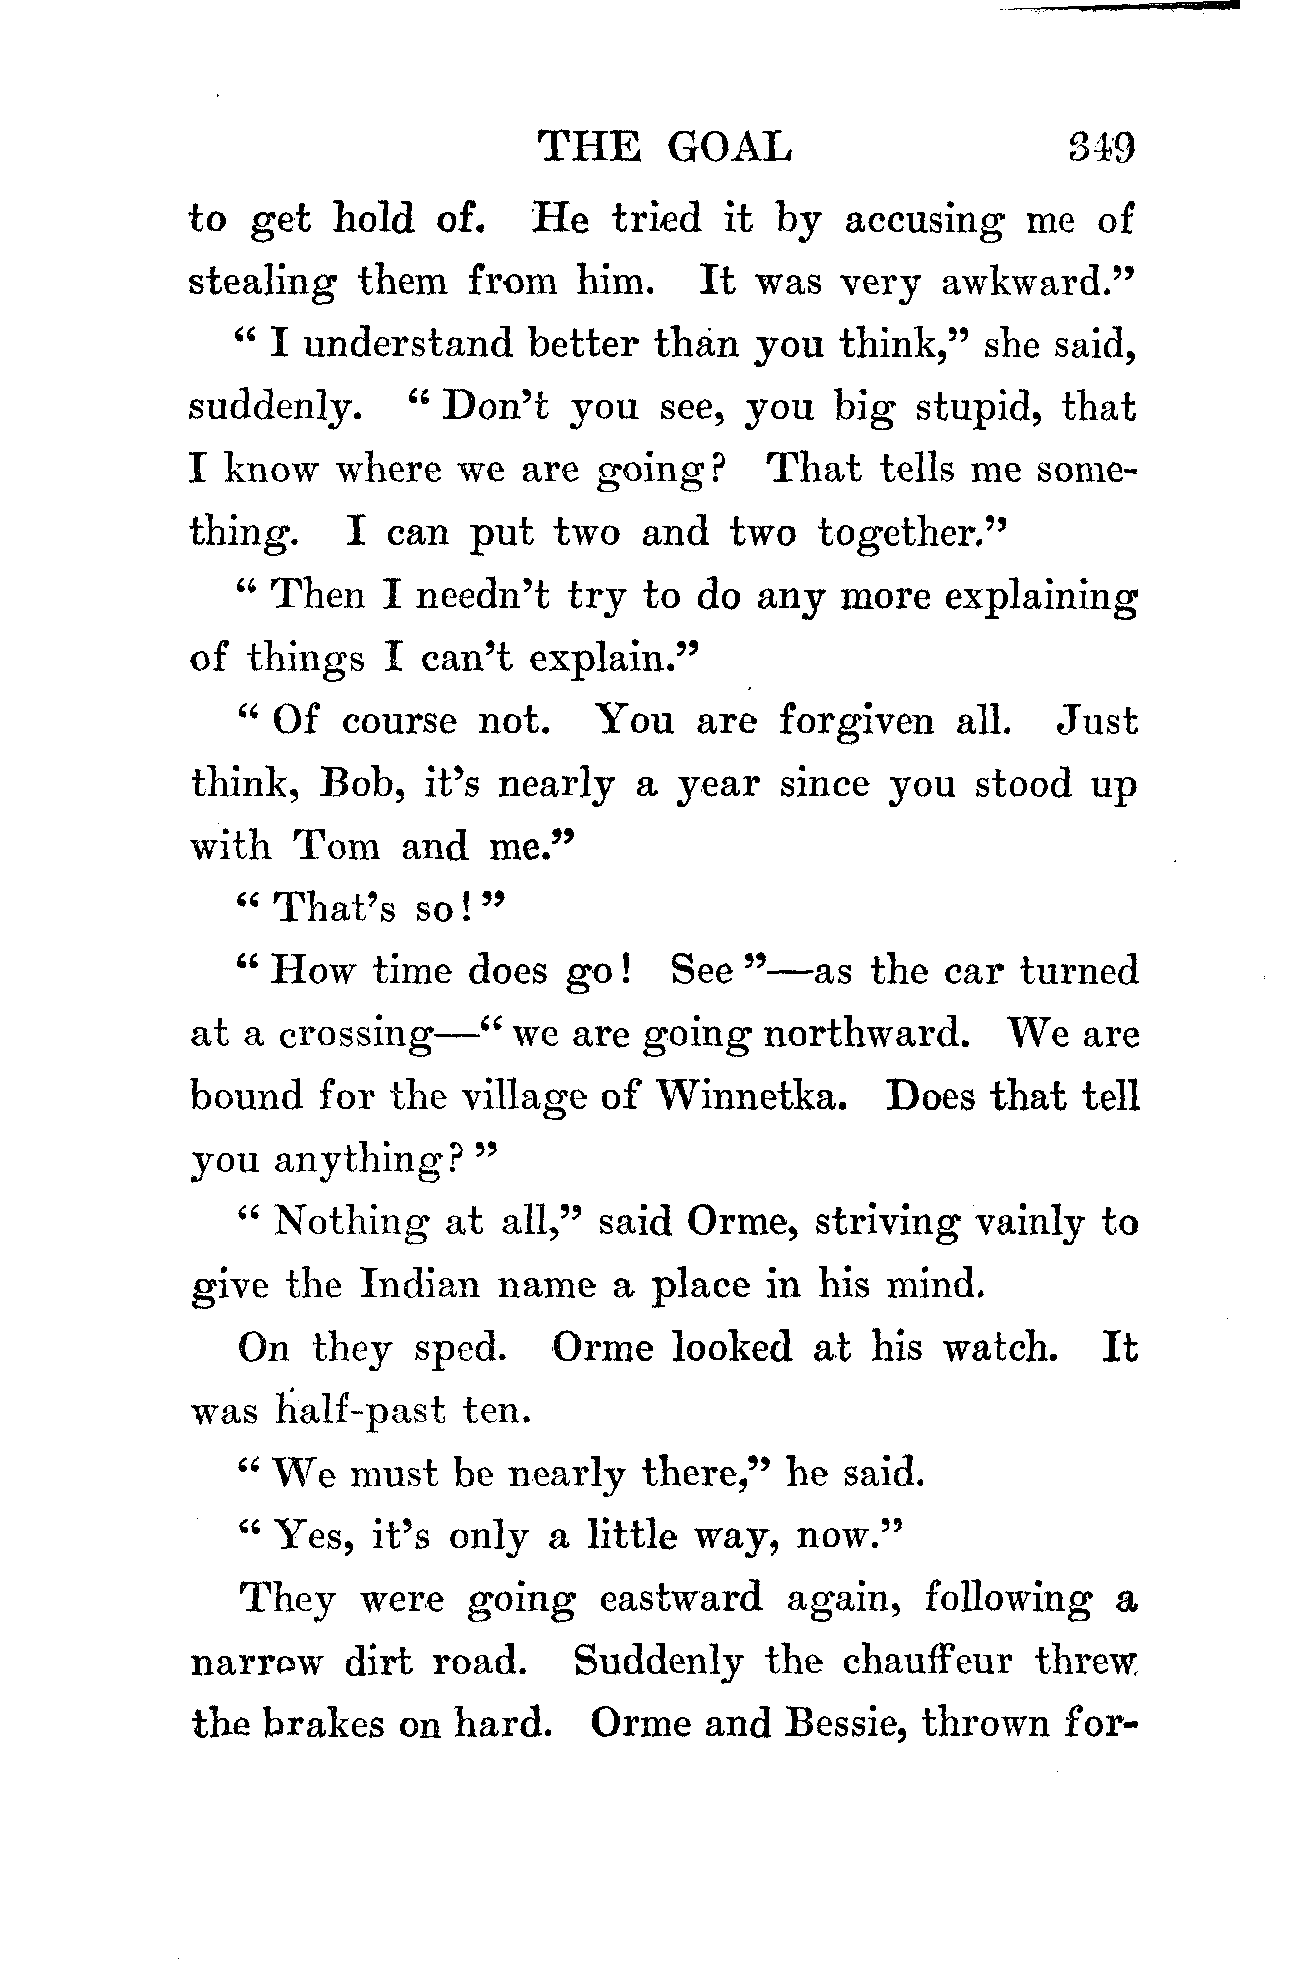 THE GOAL 349
to get hold of. He tried it by accusing me of
stealing them from him. It was very awkward.”
“ I understand better than you think,” she said,
suddenly. “ Don’t you see, you big stupid, that
I know where we are going? That tells me some-
thing. I can put two and two together.”
“ Then I needn’t try to do any more explaining
of things I can’t explain.”
“ Of course not. You are forgiven all. Just
think, Bob, it’s nearly a year since you stood up
with Tom and me.”
“ That’s so! ”
“ How time does go! See ”—as the car turned
at a crossing—“ we are going northward. We are
bound for the village of Winnetka. Does that tell
you anything? ”
“ Nothing at all,” said Orme, striving vainly to
give the Indian name a place in his mind.
On they sped. Orme looked at his watch. It
was half-past ten.
“ We must be nearly there,” he said.
“ Yes, it’s only a little way, now.”
They were going eastward again, following a
narrow dirt road. Suddenly the chauffeur threw
the brakes on hard. Orme and Bessie, thrown for-